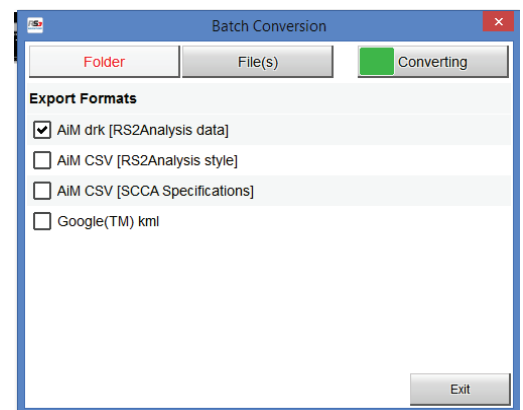 RS3
Batch Conversion
Folder
File(s)
Converting
Export Formats
AiM drk [RS2Analysis data]
AiM CSV [RS2Analysis style]
AiM CSV [SCCA Specifications]
Google(TM) kml
Exit